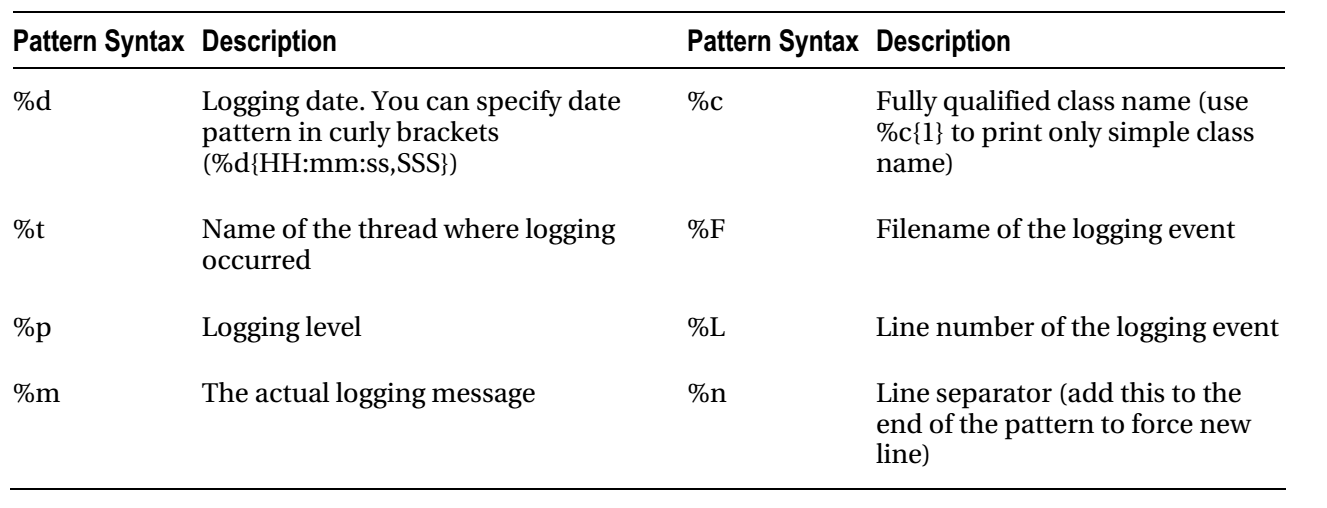 Pattern Syntax Description Pattern Syntax Description
%d Logging date. You can specify date %c Fully qualified class name (use
pattern in curly brackets %c{1} to print only simple class
(%d{HH:mm:ss,SSS}) name)
%t Name of the thread where logging %F Filename of the logging event
occurred
%p Logging level %L Line number of the logging event
%m The actual logging message %n Line separator (add this to the
end of the pattern to force new
line)